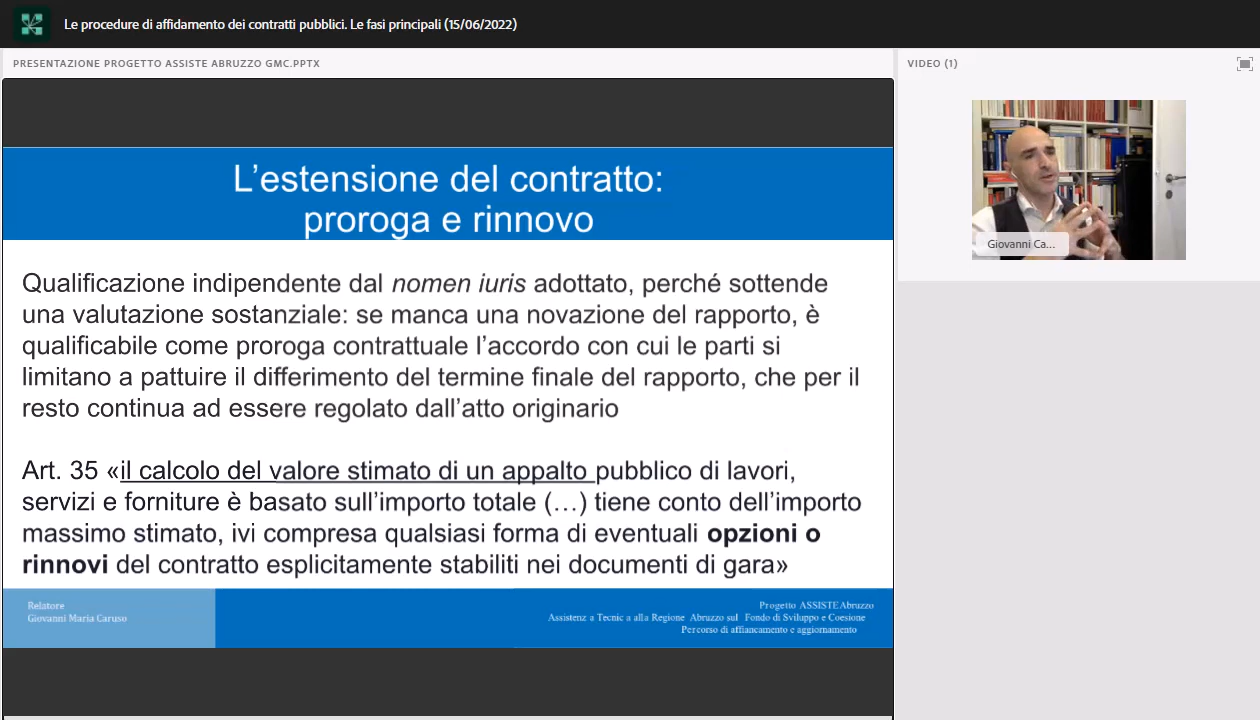 Le procedure di affidamento dei contratti pubblici. Le fasi principali (15/06/2022)
PRESENTAZIONE PROGETTO ASSISTE ABRUZZO GMC.PPTX
VIDEO (1)
L’estensione del contratto:
proroga e rinnovo
Qualificazione indipendente dal nomen iuris adottato, perché sottende
una valutazione sostanziale: se manca una novazione del rapporto, è
qualificabile come proroga contrattuale l’accordo con cui le parti si
limitano a pattuire il differimento del termine finale del rapporto, che per il
resto continua ad essere regolato dall’atto originario
Art. 35 «il calcolo del valore stimato di un appalto pubblico di lavori,
servizi e forniture è basato sull’importo totale (…) tiene conto dell’importo
massimo stimato, ivi compresa qualsiasi forma di eventuali opzioni o
rinnovi del contratto esplicitamente stabiliti nei documenti di gara»
Relatore
Giovanni Maria Caruso
Progetto ASSISTE Abruzzo
Assistenz a Tecnic a alla Regione Abruzzo sul Fondo di Sviluppo e Coesione
Percorso di affiancamento e aggiornamento
Giovanni Ca...